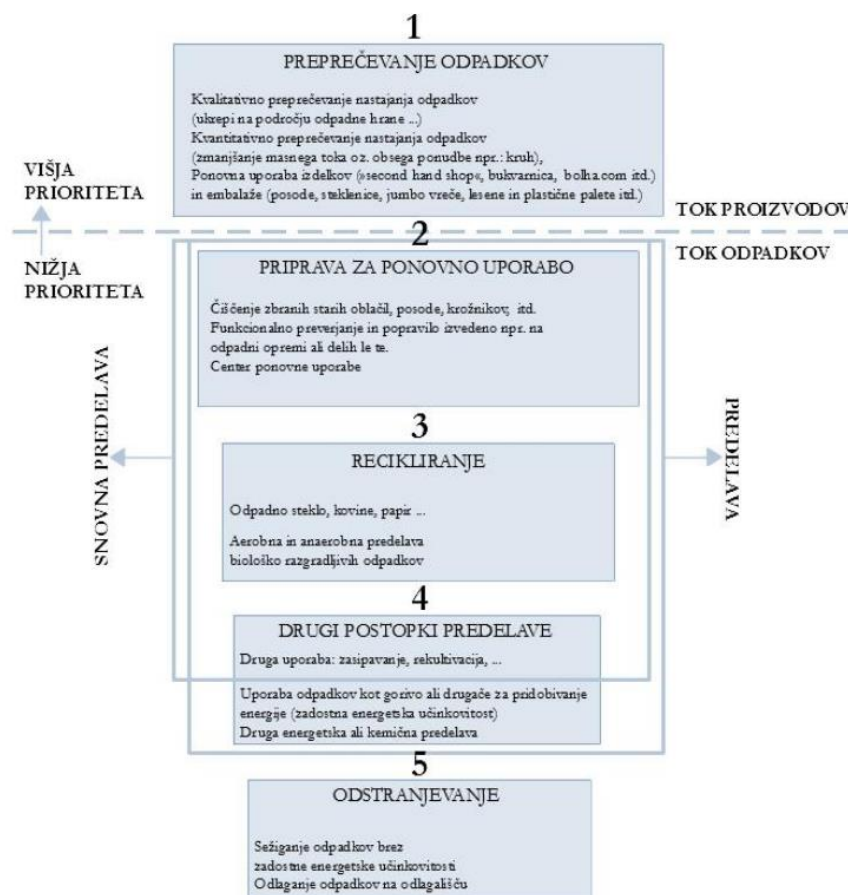 1
PREPREČEVANJE ODPADKOV
Kvalitativno preprečevanje nastajanja odpadkov
(ukrepi na področju odpadne hrane ...)
Kvantitativno preprečevanje nastajanja odpadkov
(zmanjšanje masnega toka oz. obsega ponudbe npr.: kruh),
Ponovna uporaba izdelkov (»second hand shop«, bukvarnica, bolha.com itd.)
in embalaže (posode, steklenice, jumbo vreče, lesene in plastične palete itd.)
VIŠJA
PRIORITETA
NIŽJA
PRIORITETA
TOK PROIZVODOV
TOK ODPADKOV
2
PRIPRAVA ZA PONOVNO UPORABO
Čiščenje zbranih starih oblačil, posode, krožnikov, itd.
Funkcionalno preverjanje in popravilo izvedeno npr. na
odpadni opremi ali delih le te.
Center ponovne uporabe
SNOVNA PREDELAVA
PREDELAVA
3
RECIKLIRANJE
Odpadno steklo, kovine, papir ...
Aerobna in anaerobna predelava
biološko razgradljivih odpadkov
4
DRUGI POSTOPKI PREDELAVE
Druga uporaba: zasipavanje, rekultivacija, ...
Uporaba odpadkov kot gorivo ali drugače za pridobivanje
energije (zadostna energetska učinkovitost)
Druga energetska ali kemična predelava
5
ODSTRANJEVANJE
Sežiganje odpadkov brez
zadostne energetske učinkovitosti
Odlaganje odpadkov na odlagališču